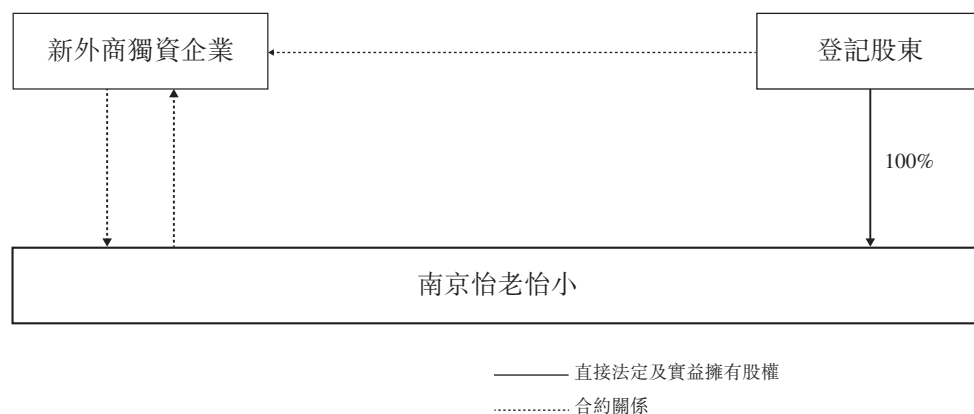 新外商獨資企業
登記股東
100%
南京怡老怡小
直接法定及實益擁有股權
合約關係